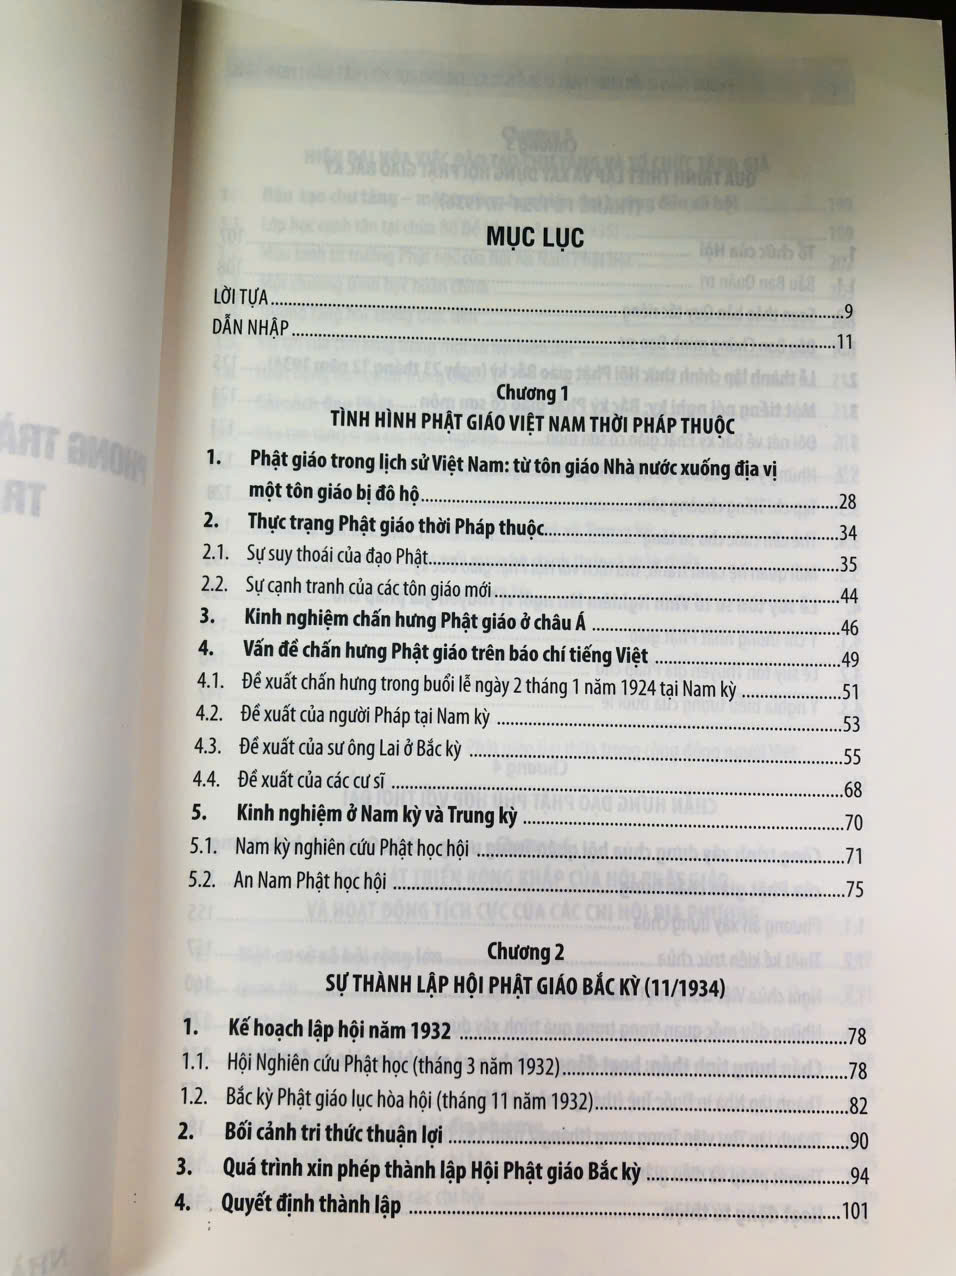 MỤC LỤC
LỜI TỰA....................9
DẪN NHẬP....................11
Chương 1
TÌNH HÌNH PHẬT GIÁO VIỆT NAM THỜI PHÁP THUỘC
1. Phật giáo trong lịch sử Việt Nam: từ tôn giáo Nhà nước xuống địa vị
một tôn giáo bị đô hộ....................28
2. Thực trạng Phật giáo thời Pháp thuộc....................34
2.1. Sự suy thoái của đạo Phật....................35
2.2. Sự cạnh tranh của các tôn giáo mới....................44
3. Kinh nghiệm chấn hưng Phật giáo ở châu Á....................46
4. Vấn đề chấn hưng Phật giáo trên báo chí tiếng Việt....................49
4.1. Đề xuất chấn hưng trong buổi lễ ngày 2 tháng 1 năm 1924 tại Nam kỳ....................51
4.2. Đề xuất của người Pháp tại Nam kỳ....................53
4.3. Đề xuất của sư ông Lai ở Bắc kỳ....................55
4.4. Đề xuất của các cư sĩ....................68
5. Kinh nghiệm ở Nam kỳ và Trung kỳ....................70
5.1. Nam kỳ nghiên cứu Phật học hội....................71
5.2. An Nam Phật học hội....................75
Chương 2
SỰ THÀNH LẬP HỘI PHẬT GIÁO BẮC KỲ (11/1934)
1. Kế hoạch lập hội năm 1932....................78
1.1. Hội Nghiên cứu Phật học (tháng 3 năm 1932)....................78
1.2. Bắc kỳ Phật giáo lục hòa hội (tháng 11 năm 1932)....................82
2. Bối cảnh tri thức thuận lợi....................90
3. Quá trình xin phép thành lập Hội Phật giáo Bắc kỳ....................94
4. Quyết định thành lập....................101